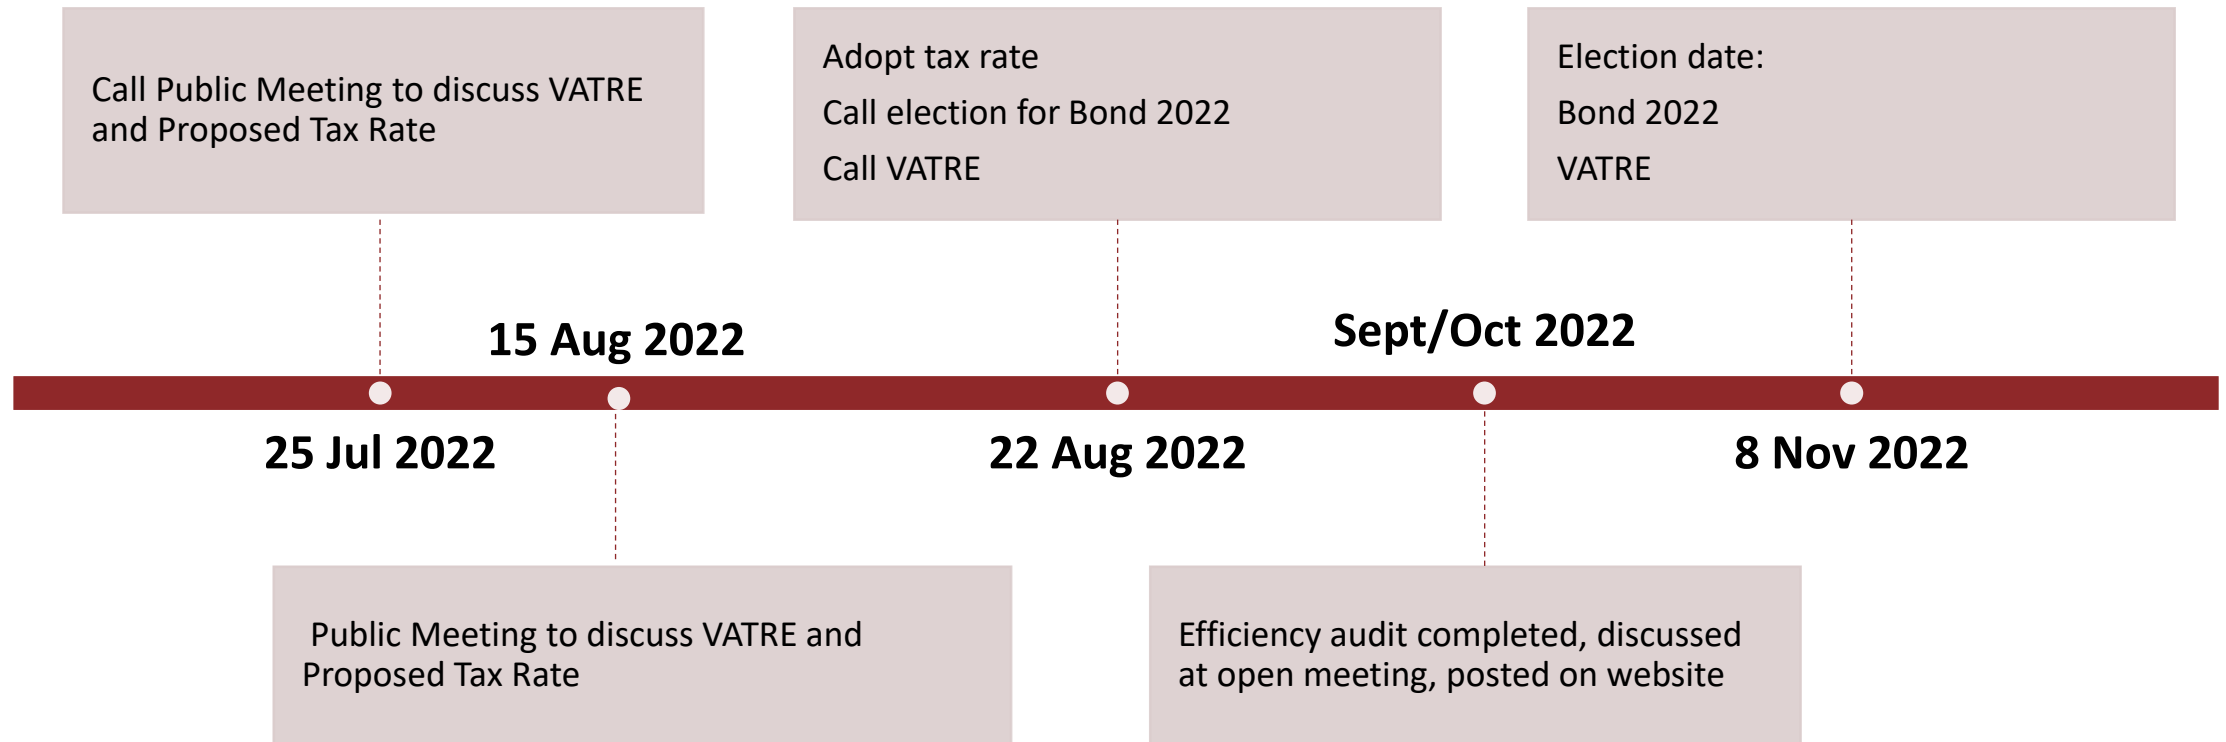 Call Public Meeting to discuss VATRE
and Proposed Tax Rate
Adopt tax rate
Call election for Bond 2022
Call VATRE
Election date:
Bond 2022
VATRE
15 Aug 2022
Sept/Oct 2022
25 Jul 2022
22 Aug 2022
8 Nov 2022
Public Meeting to discuss VATRE and
Proposed Tax Rate
Efficiency audit completed, discussed
at open meeting, posted on website